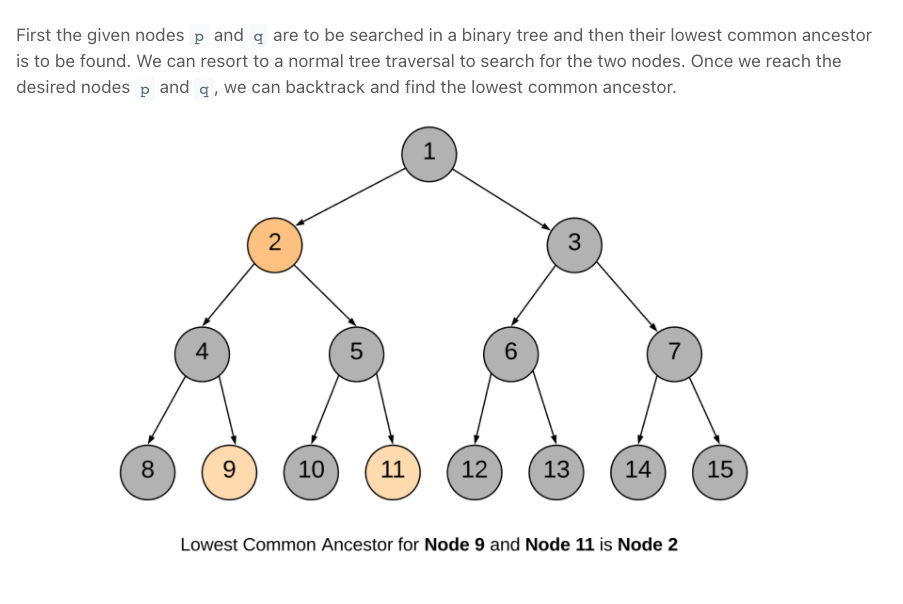 First the given nodes p and q are to be searched in a binary tree and then their lowest common ancestor
is to be found. We can resort to a normal tree traversal to search for the two nodes. Once we reach the
desired nodes p and q , we can backtrack and find the lowest common ancestor.
1
2 3
4 5 6 7
8 9 10 11 12 13 14 15
Lowest Common Ancestor for Node 9 and Node 11 is Node 2